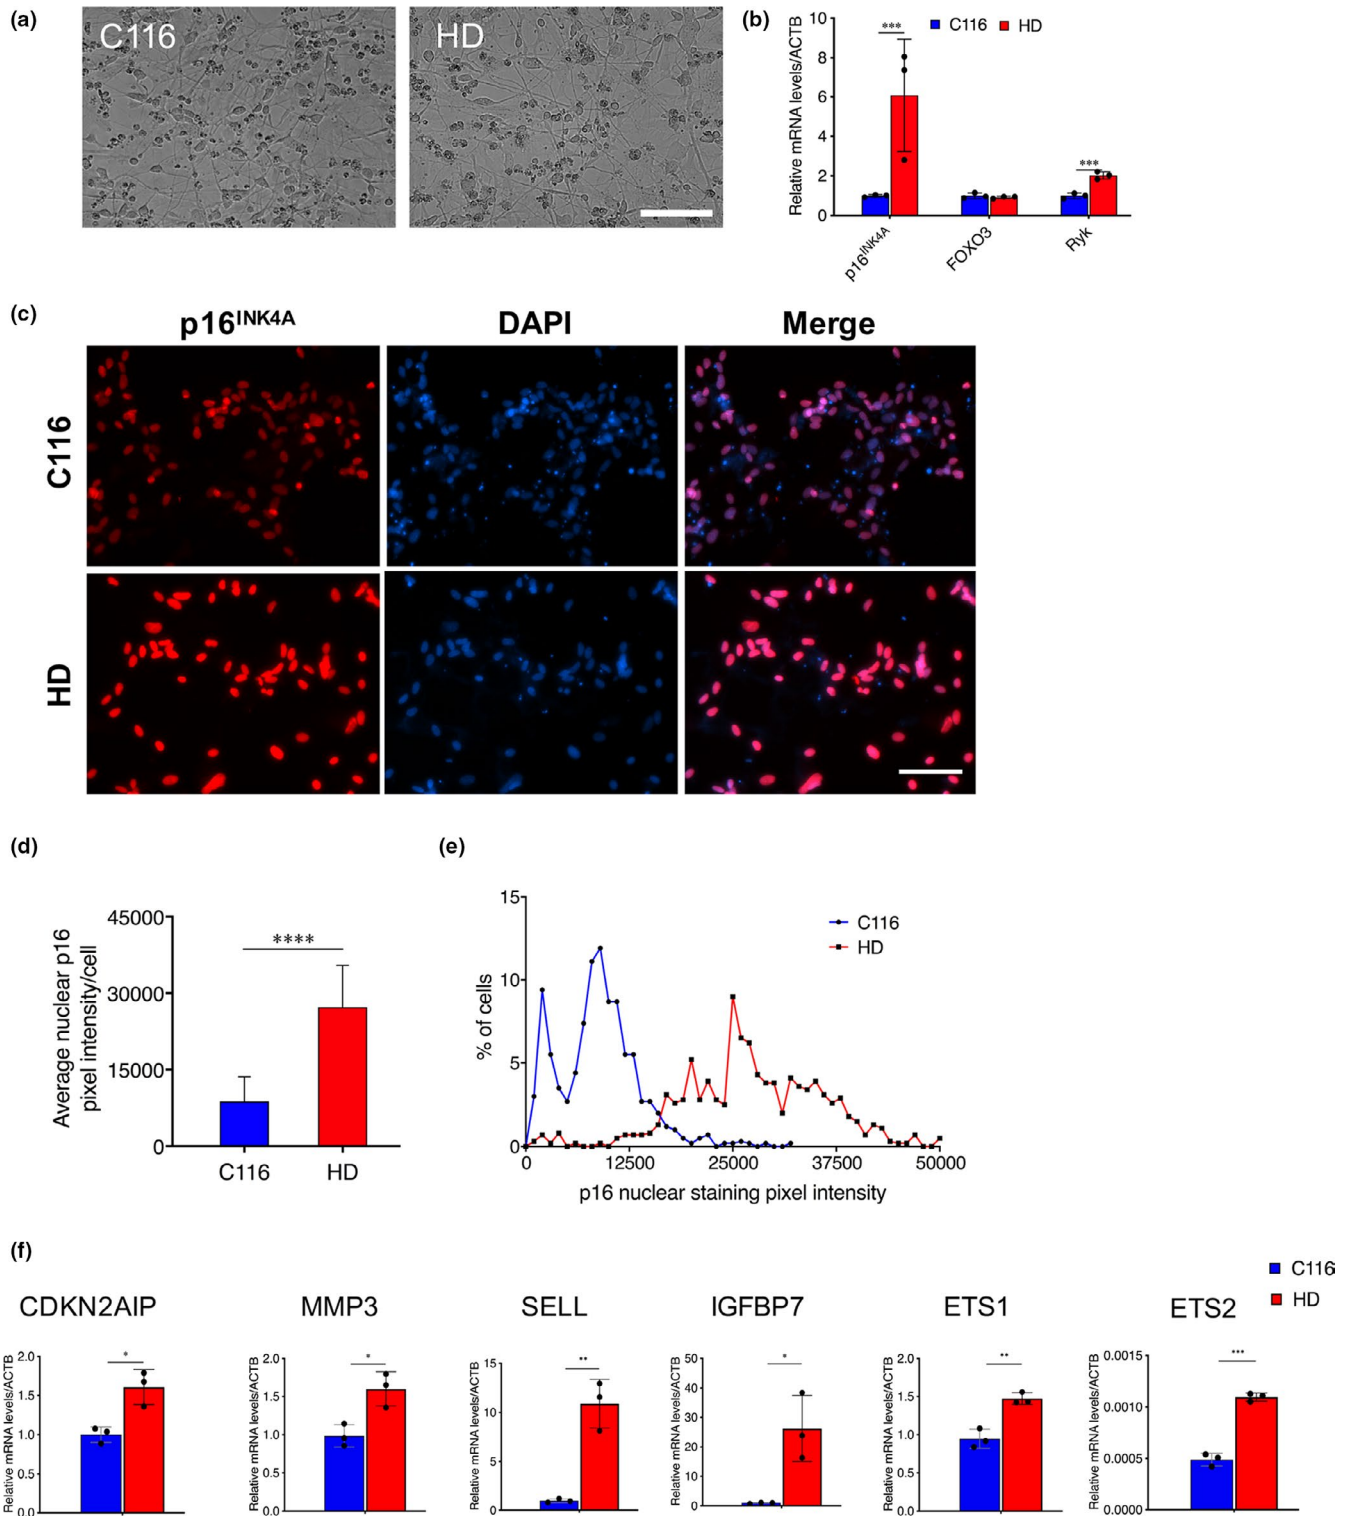 (a)
C116
HD
(b)
Relative mRNA levels/ACTB
10
8
6
4
2
0
***
***
C116
HD
p16INK4A
FOXO3
Ryk
(c)
p16INK4A
DAPI
Merge
C116
HD
(d)
Average nuclear p16
pixel intensity/cell
45000
30000
15000
0
****
C116
HD
(e)
% of cells
15
10
5
0
C116
HD
0
12500
25000
37500
50000
p16 nuclear staining pixel intensity
(f)
C116
HD
CDKN2AIP
Relative mRNA levels/ACTB
2.0
1.5
1.0
0.5
0.0
*
MMP3
Relative mRNA levels/ACTB
2.0
1.5
1.0
0.5
0.0
*
SELL
Relative mRNA levels/ACTB
15
10
5
0
**
IGFBP7
Relative mRNA levels/ACTB
50
40
30
20
10
0
*
ETS1
Relative mRNA levels/ACTB
2.0
1.5
1.0
0.5
0.0
**
ETS2
Relative mRNA levels/ACTB
0.0015
0.0010
0.0005
0.0000
***